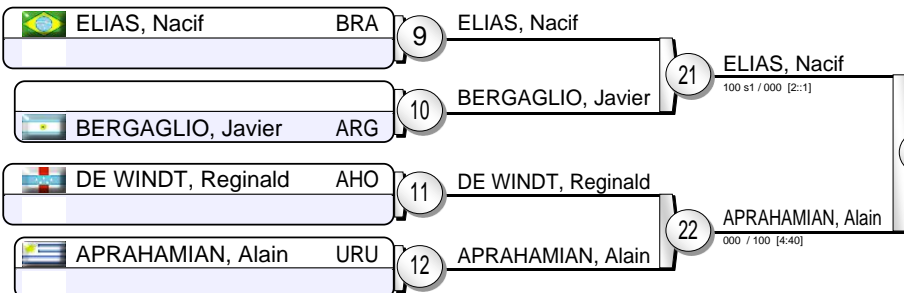 ELIAS, Nacif BRA
9
ELIAS, Nacif
21
ELIAS, Nacif
100 s1 / 000 [2::1]
10
BERGAGLIO, Javier
BERGAGLIO, Javier ARG
DE WINDT, Reginald AHO
11
DE WINDT, Reginald
22
APRAHAMIAN, Alain
000 / 100 [4:40]
APRAHAMIAN, Alain URU
12
APRAHAMIAN, Alain